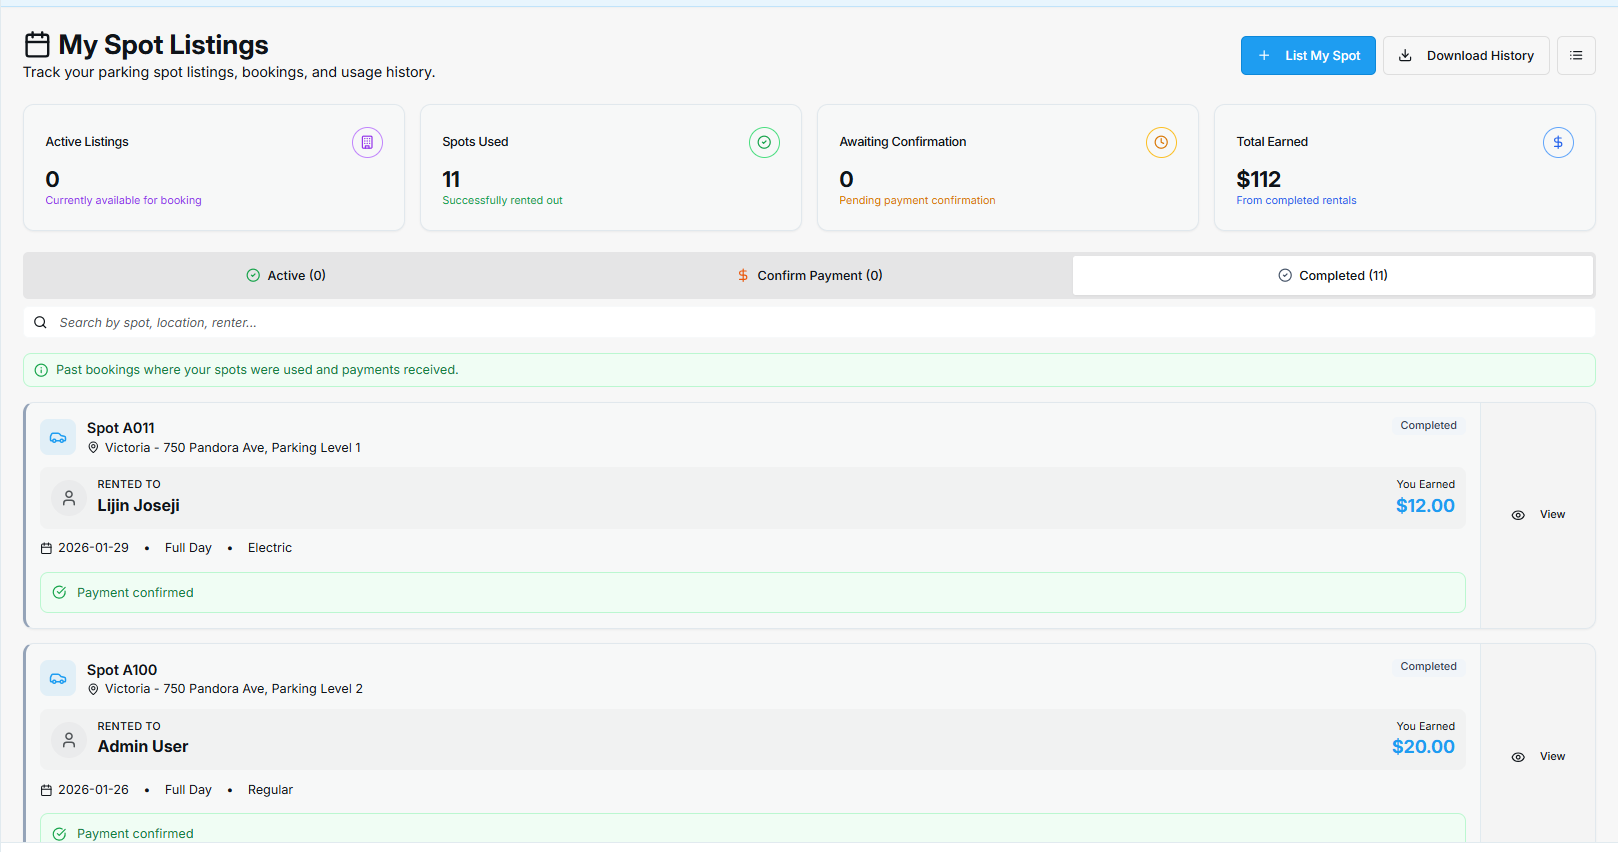 My Spot Listings
Track your parking spot listings, bookings, and usage history.
List My Spot
Download History
Active Listings
0
Currently available for booking
Spots Used
11
Successfully rented out
Awaiting Confirmation
0
Pending payment confirmation
Total Earned
$112
From completed rentals
Active (0)
Confirm Payment (0)
Completed (11)
Search by spot, location, renter...
Past bookings where your spots were used and payments received.
Spot A011
Completed
Victoria - 750 Pandora Ave, Parking Level 1
RENTED TO
Lijin Joseji
You Earned
$12.00
View
2026-01-29 • Full Day • Electric
Payment confirmed
Spot A100
Completed
Victoria - 750 Pandora Ave, Parking Level 2
RENTED TO
Admin User
You Earned
$20.00
View
2026-01-26 • Full Day • Regular
Payment confirmed